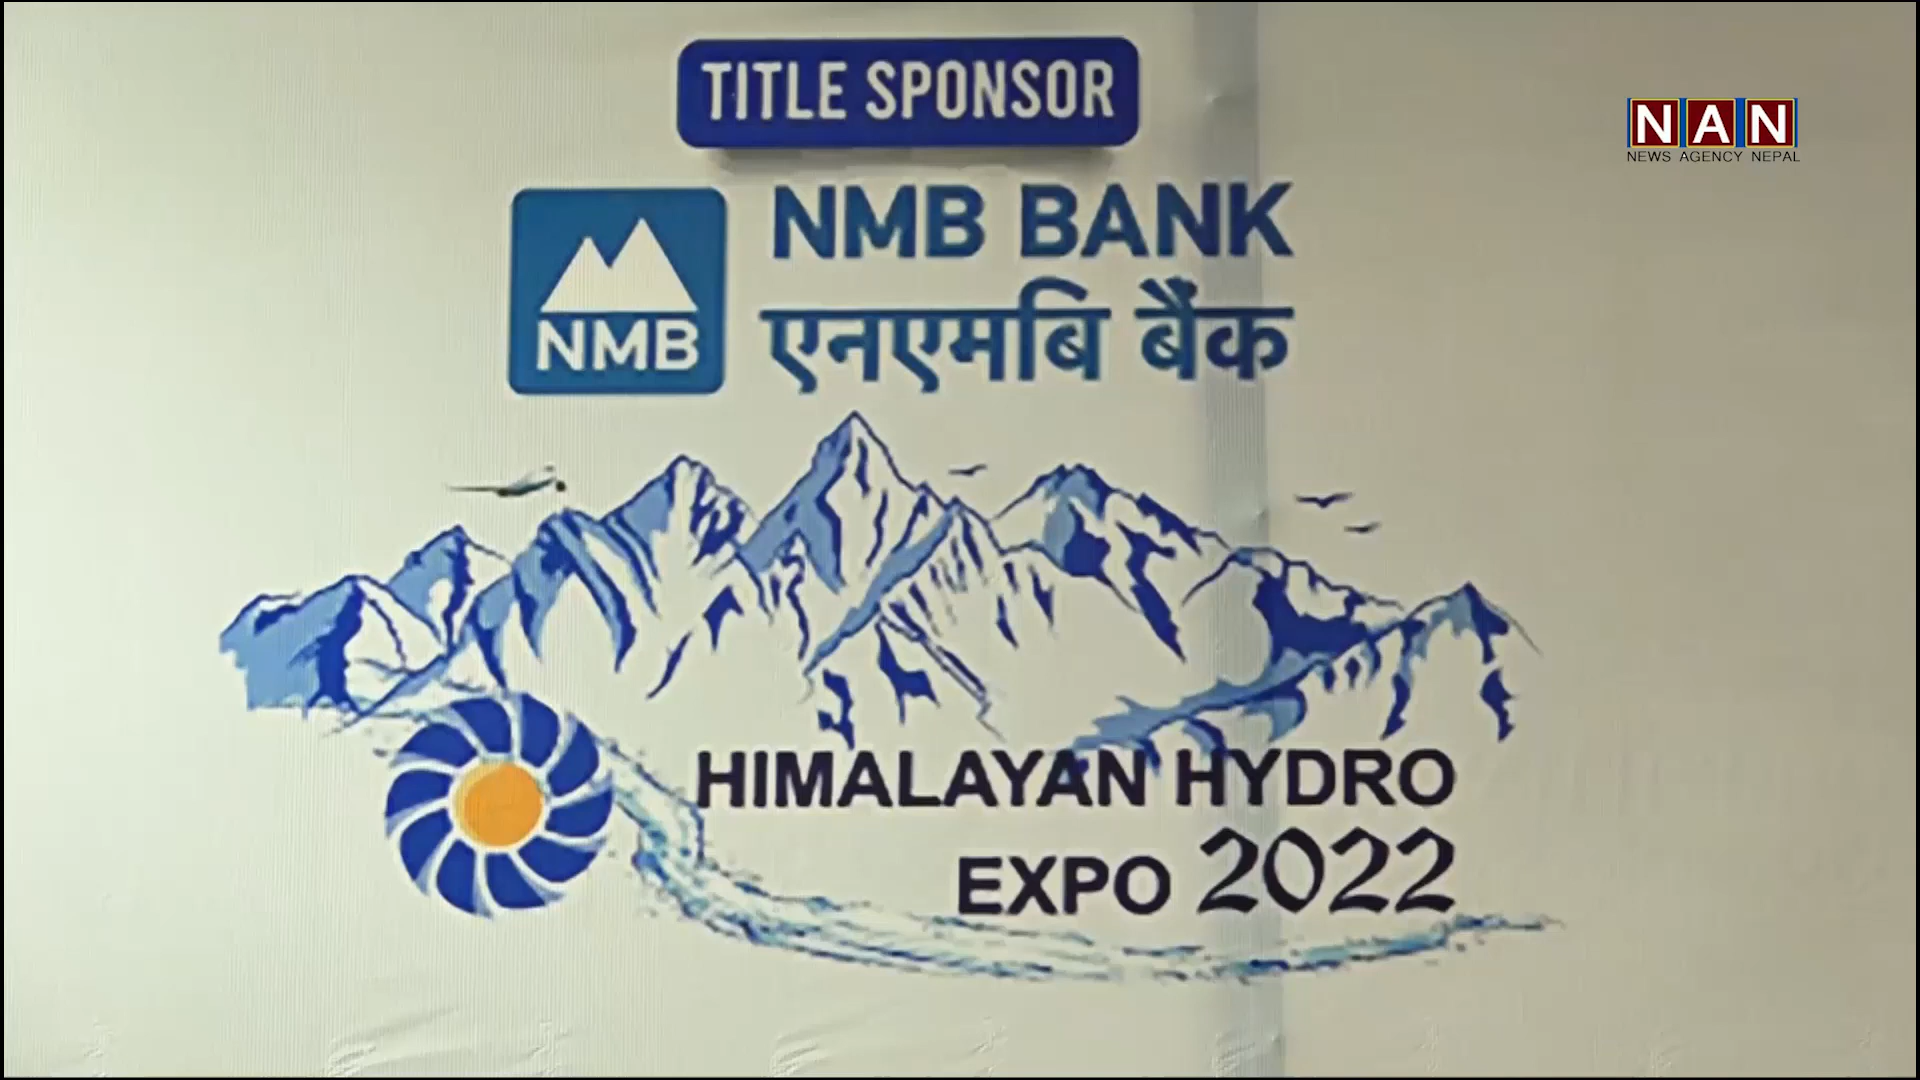 TITLE SPONSOR
NAN
NEWS AGENCY NEPAL
NMB
NMB BANK
एनएमबि बैंक
HIMALAYAN HYDRO
EXPO 2022